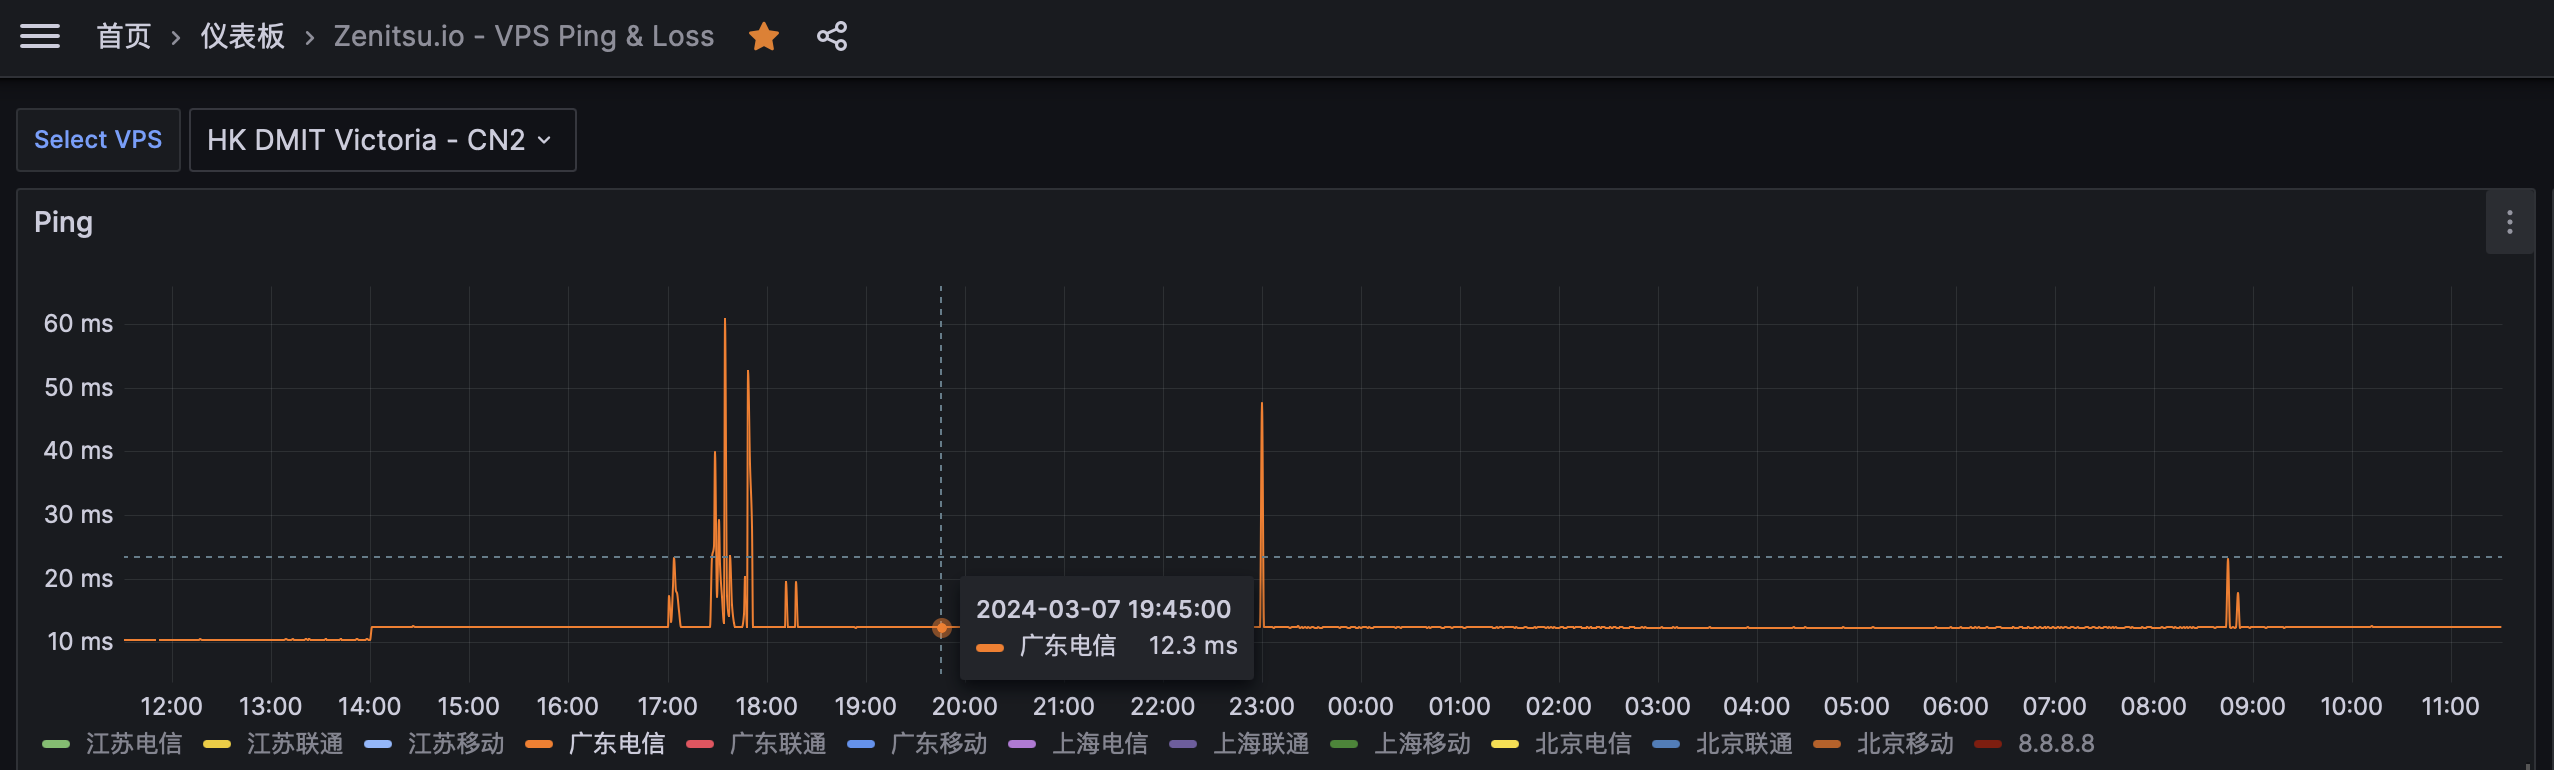 首页 › 仪表板 › Zenitsu.io - VPS Ping & Loss
Select VPS HK DMIT Victoria - CN2
Ping
60 ms
50 ms
40 ms
30 ms
20 ms
10 ms
2024-03-07 19:45:00
广东电信 12.3 ms
12:00 13:00 14:00 15:00 16:00 17:00 18:00 19:00 20:00 21:00 22:00 23:00 00:00 01:00 02:00 03:00 04:00 05:00 06:00 07:00 08:00 09:00 10:00 11:00
江苏电信 江苏联通 江苏移动 广东电信 广东联通 广东移动 上海电信 上海联通 上海移动 北京电信 北京联通 北京移动 8.8.8.8